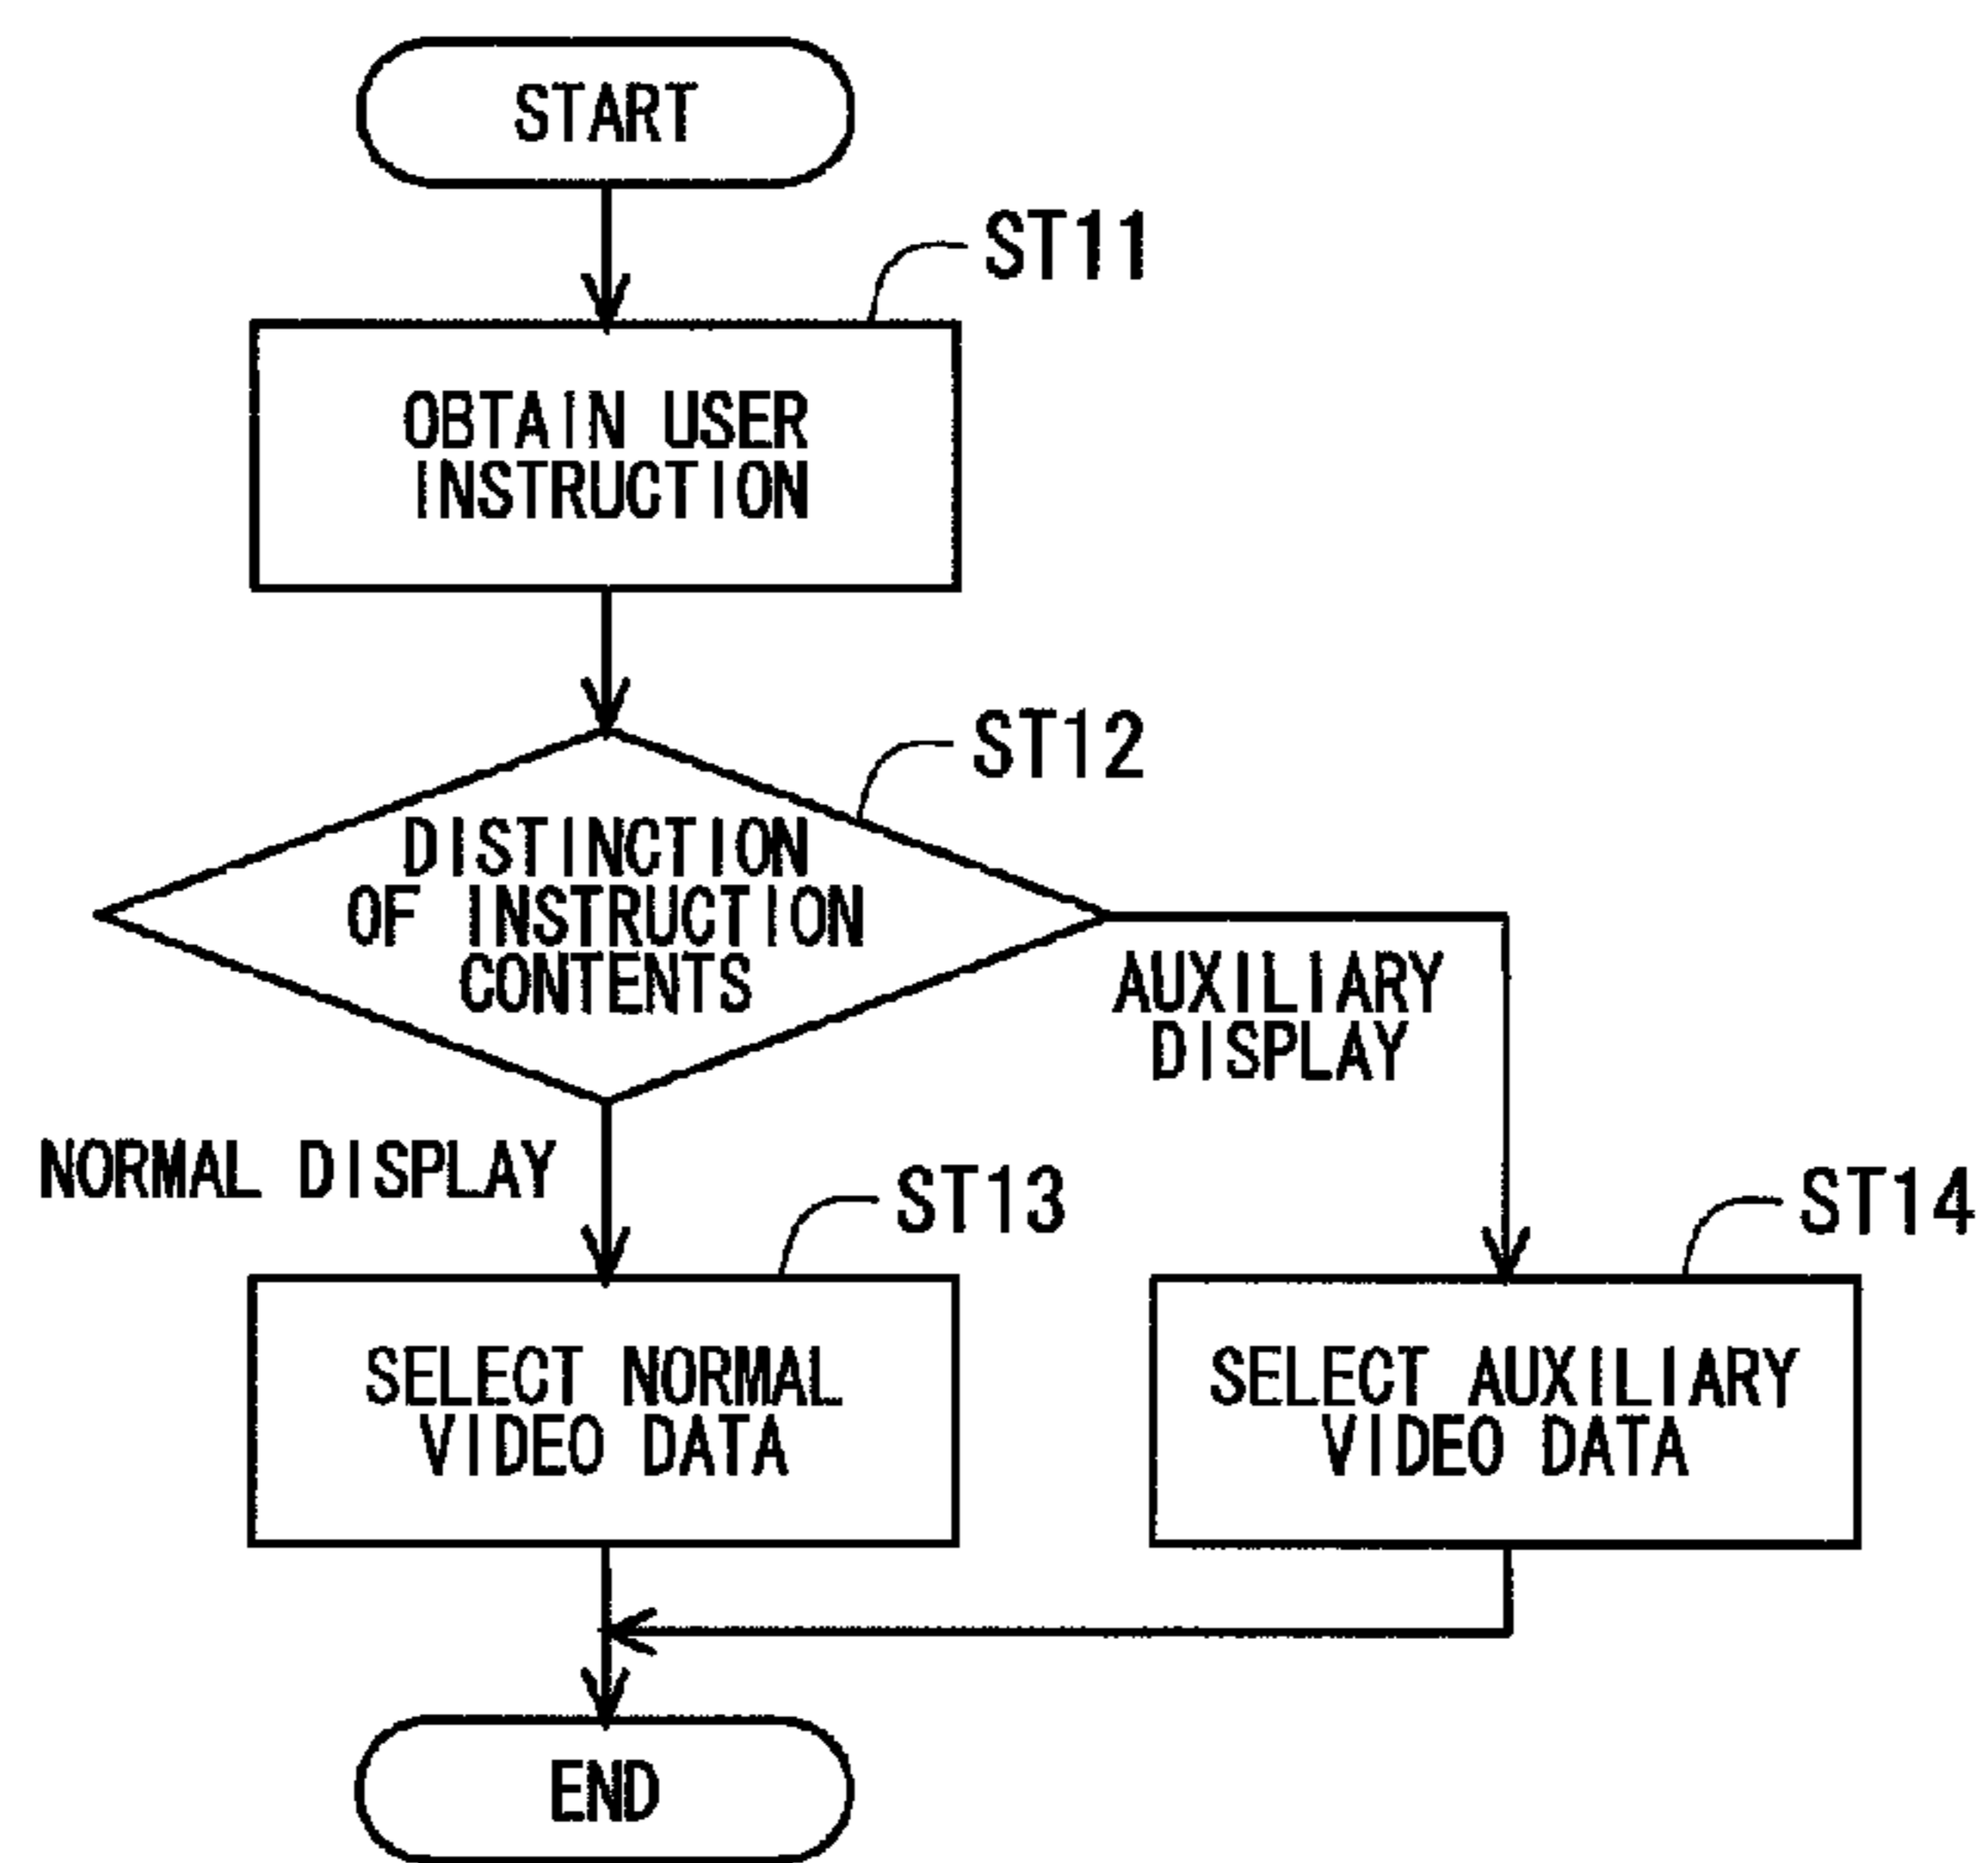 START
ST11
OBTAIN USER
INSTRUCTION
ST12
DISTINCTION
OF INSTRUCTION
CONTENTS
AUXILIARY
DISPLAY
NORMAL DISPLAY
ST13
ST14
SELECT NORMAL
VIDEO DATA
SELECT AUXILIARY
VIDEO DATA
END